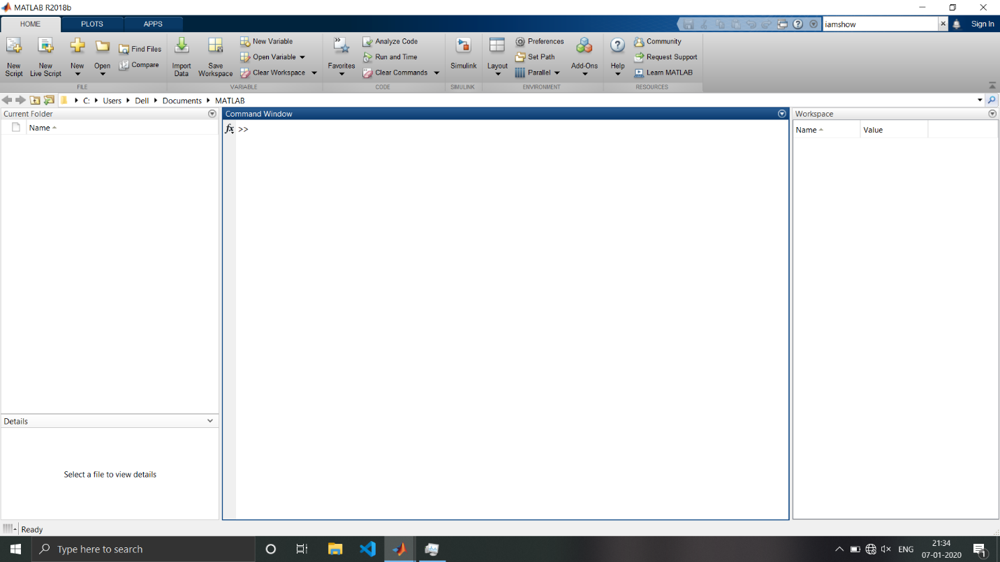 MATLAB R2018b
HOME PLOTS APPS iamshow Sign In
New Script New Live Script New Open Find Files Compare
FILE
Import Data Save Workspace New Variable Open Variable Clear Workspace
VARIABLE
Favorites Analyze Code Run and Time Clear Commands
CODE
Simulink
SIMULINK
Layout Preferences Set Path Parallel Add-Ons
ENVIRONMENT
Help Community Request Support Learn MATLAB
RESOURCES
C: Users Dell Documents MATLAB
Current Folder
Name
Details
Select a file to view details
Command Window
fx >>
Workspace
Name Value
Ready
Type here to search
ENG
21:34
07-01-2020
1